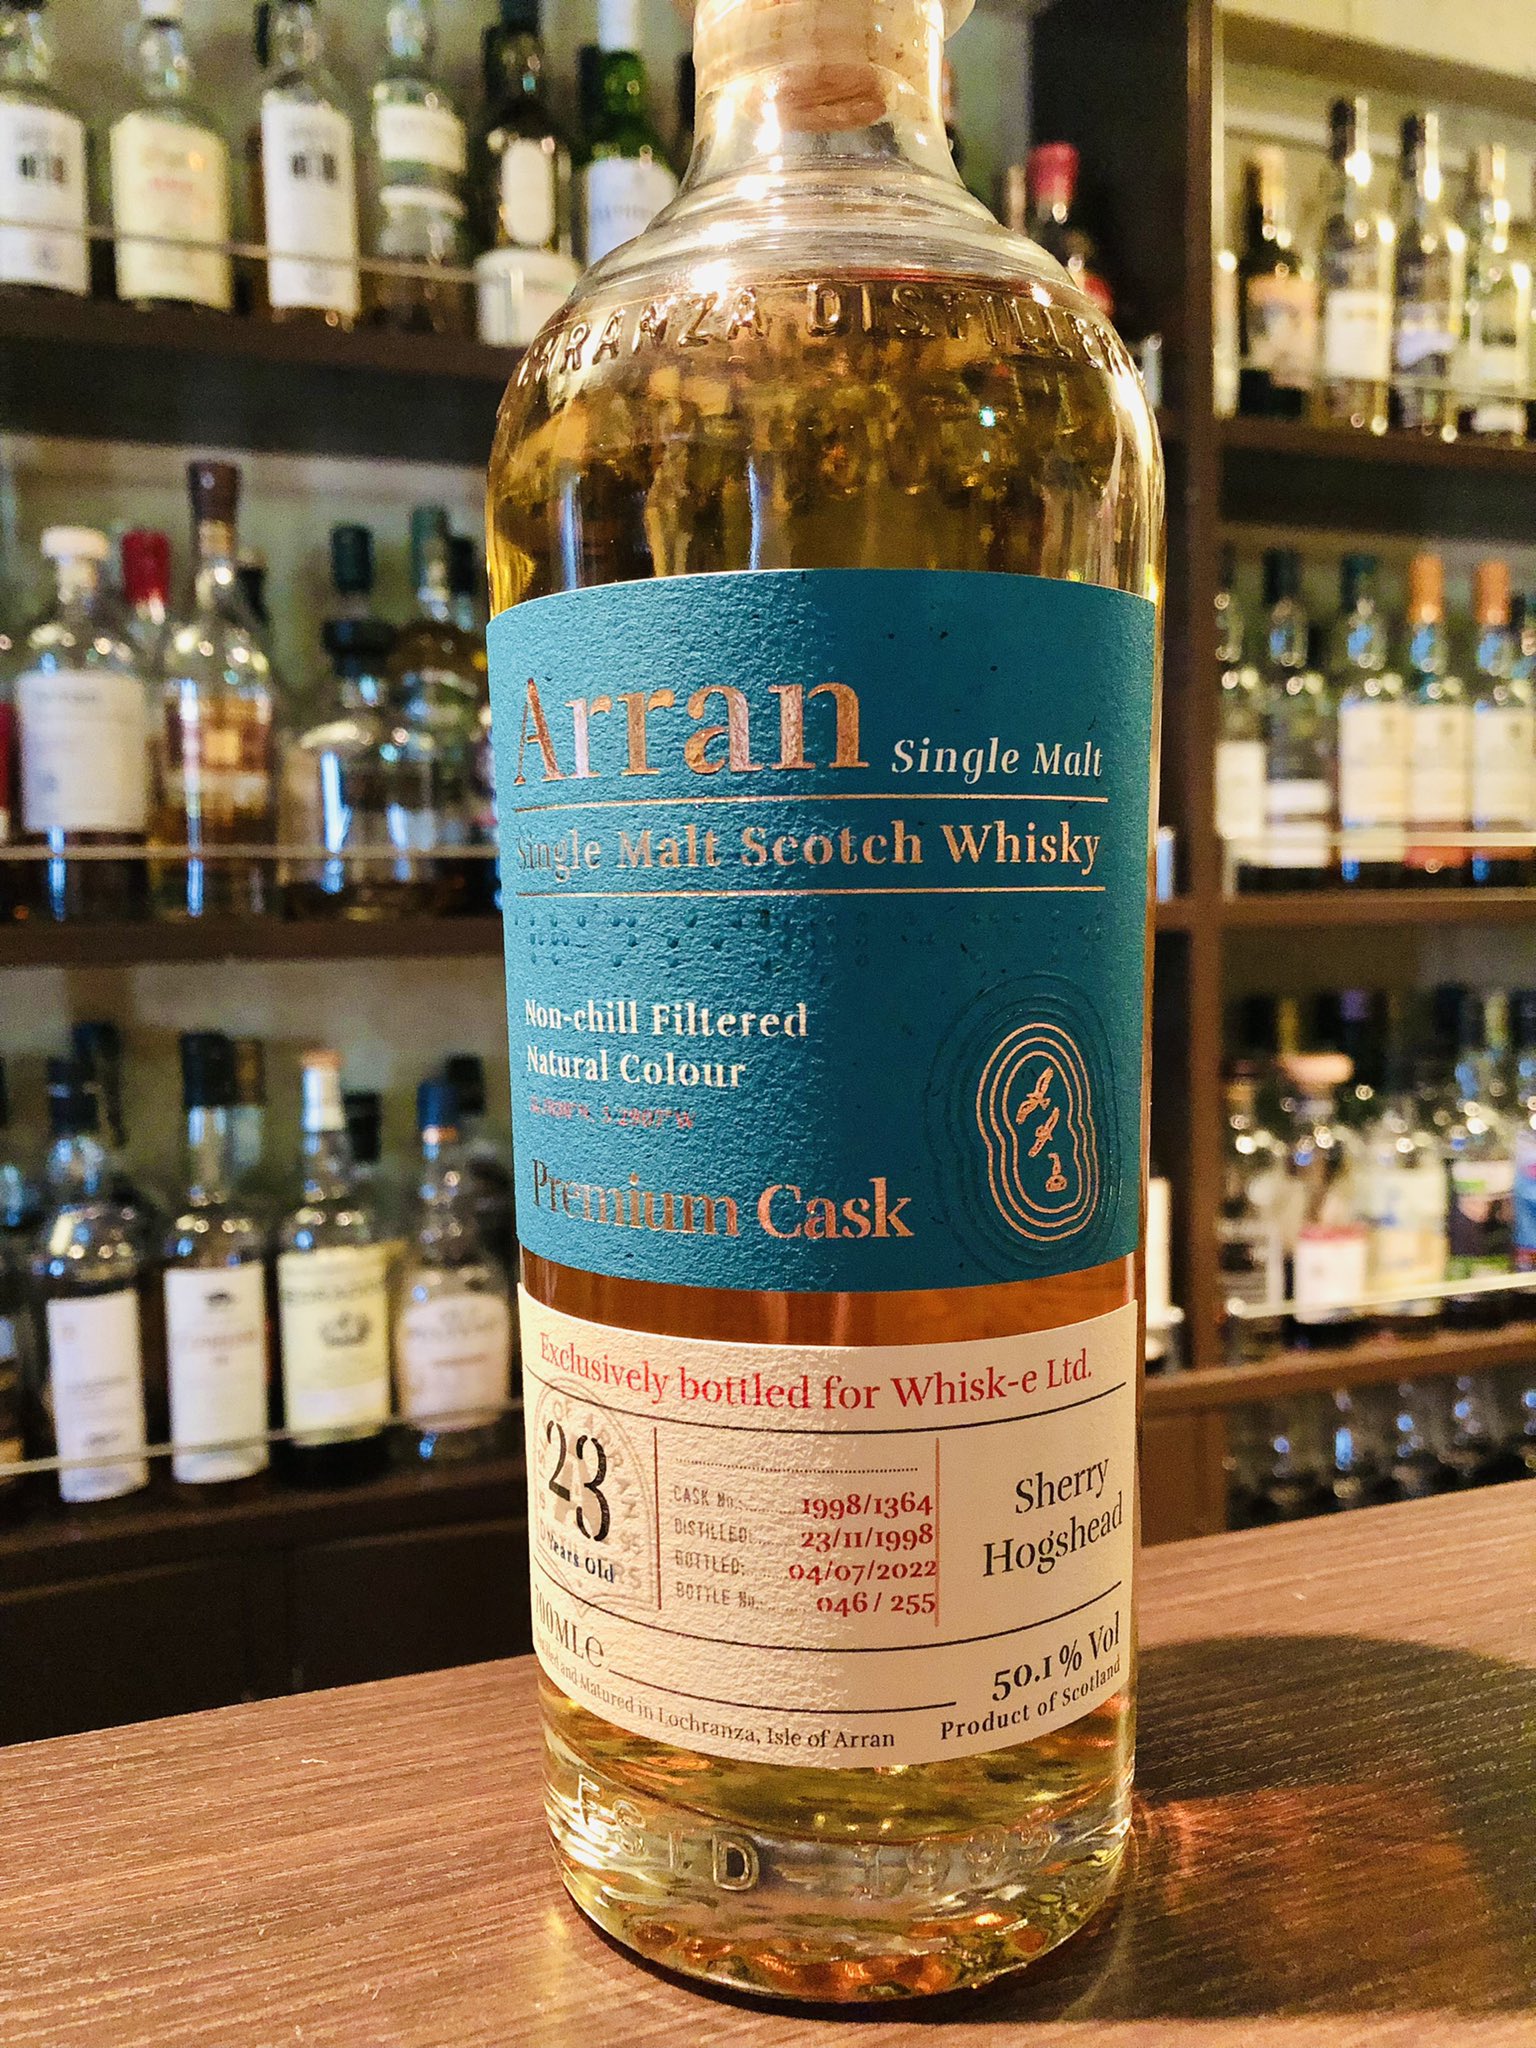 LOCHRANZA DISTILLERY
Arran Single Malt
Single Malt Scotch Whisky
Non-chill Filtered
Natural Colour
Premium Cask
Exclusively bottled for Whisk-e Ltd.
23
Years Old
CASK No.: 1998/1364
DISTILLED: 23/11/1998
BOTTLED: 04/07/2022
BOTTLE No.: 046 / 255
Sherry
Hogshead
700ML e
50.1 % Vol
Distilled and Matured in Lochranza, Isle of Arran
Product of Scotland
ESTD 1995